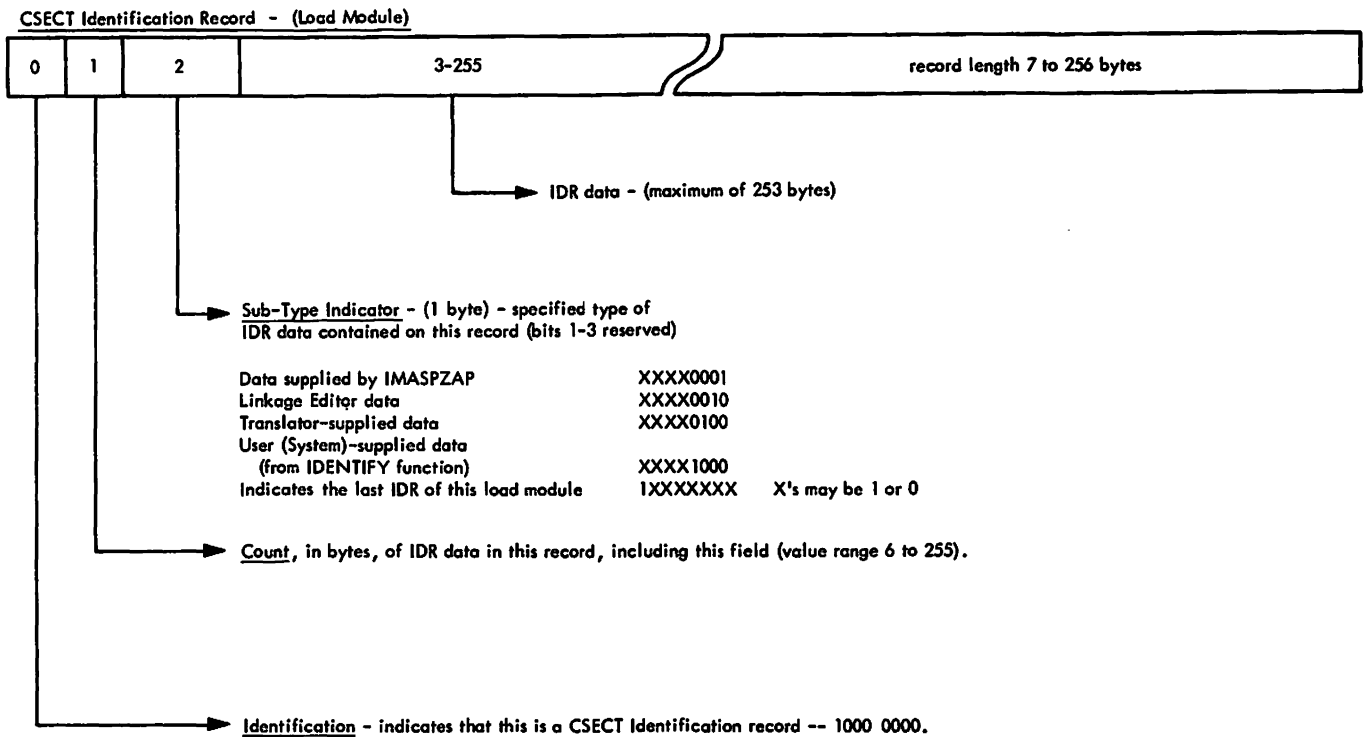 CSECT Identification Record - (Load Module)
0 1 2 3-255 record length 7 to 256 bytes
IDR data - (maximum of 253 bytes)
Sub-Type Indicator - (1 byte) - specified type of
IDR data contained on this record (bits 1-3 reserved)
Data supplied by IMASPZAP XXXX0001
Linkage Editor data XXXX0010
Translator-supplied data XXXX0100
User (System)-supplied data
(from IDENTIFY function) XXXX1000
Indicates the last IDR of this load module 1XXXXXXX X's may be 1 or 0
Count, in bytes, of IDR data in this record, including this field (value range 6 to 255).
Identification - indicates that this is a CSECT Identification record -- 1000 0000.